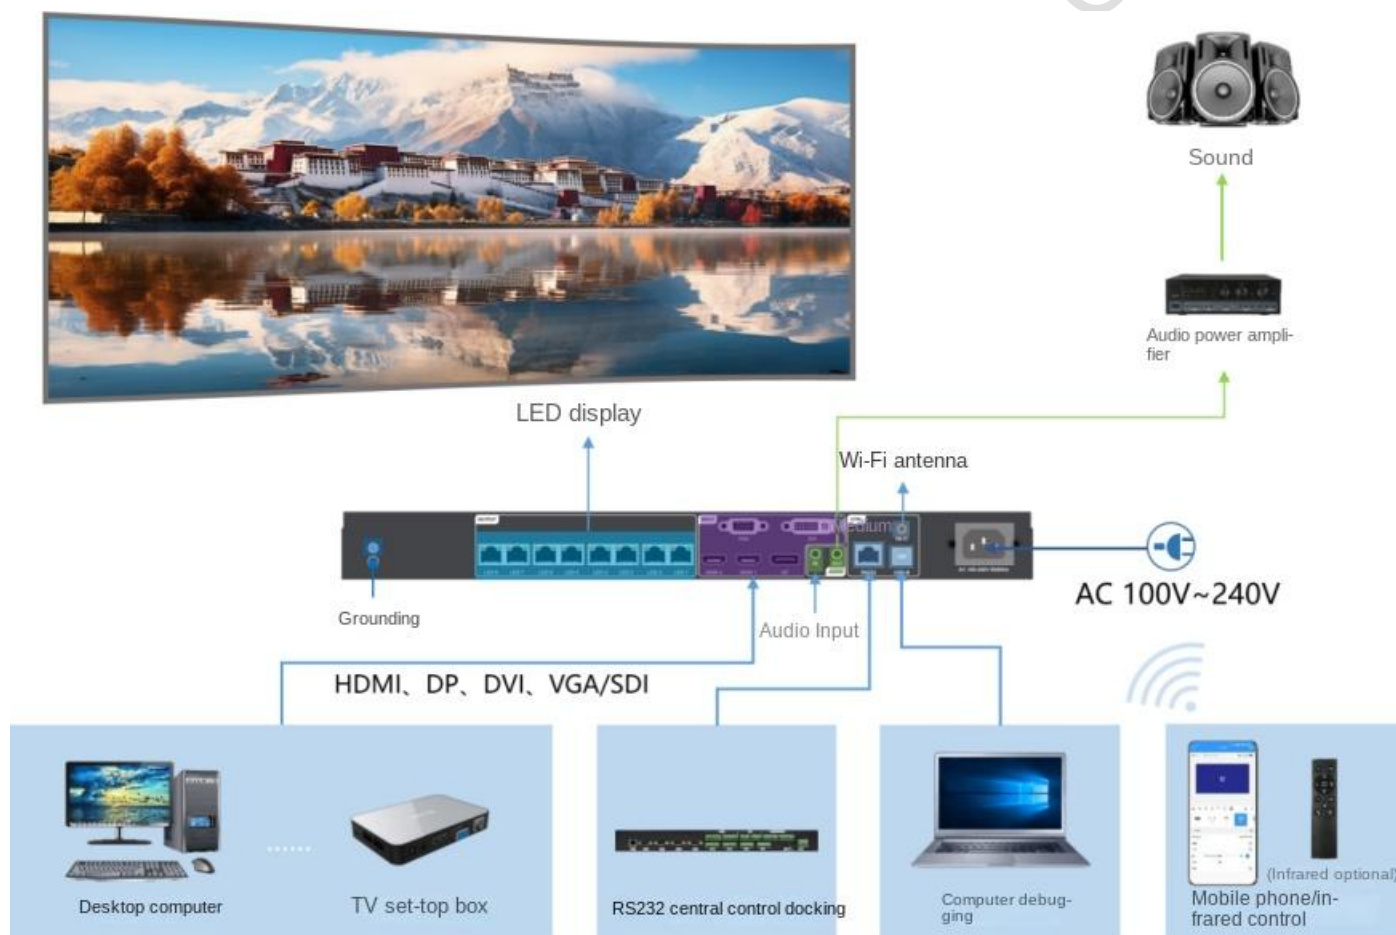 Sound
Audio power ampli-
fier
LED display
Wi-Fi antenna
Medium
Grounding
Audio Input
AC 100V~240V
HDMI、DP、DVI、VGA/SDI
Desktop computer
......
TV set-top box
RS232 central control docking
Computer debug-
ging
(Infrared optional)
Mobile phone/in-
frared control